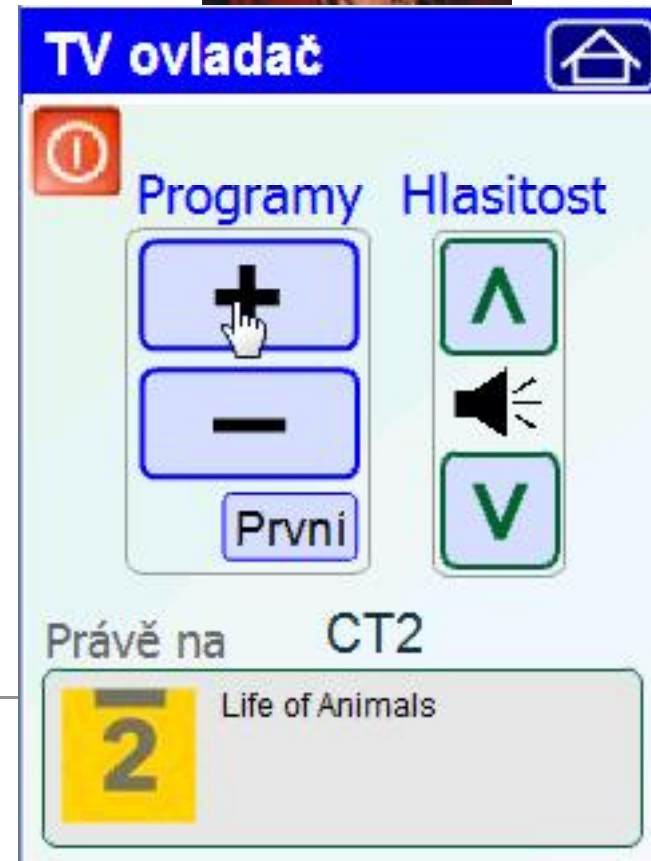 TV ovladač
Programy Hlasitost
+ Λ
−
V
První
Právě na CT2
2 Life of Animals